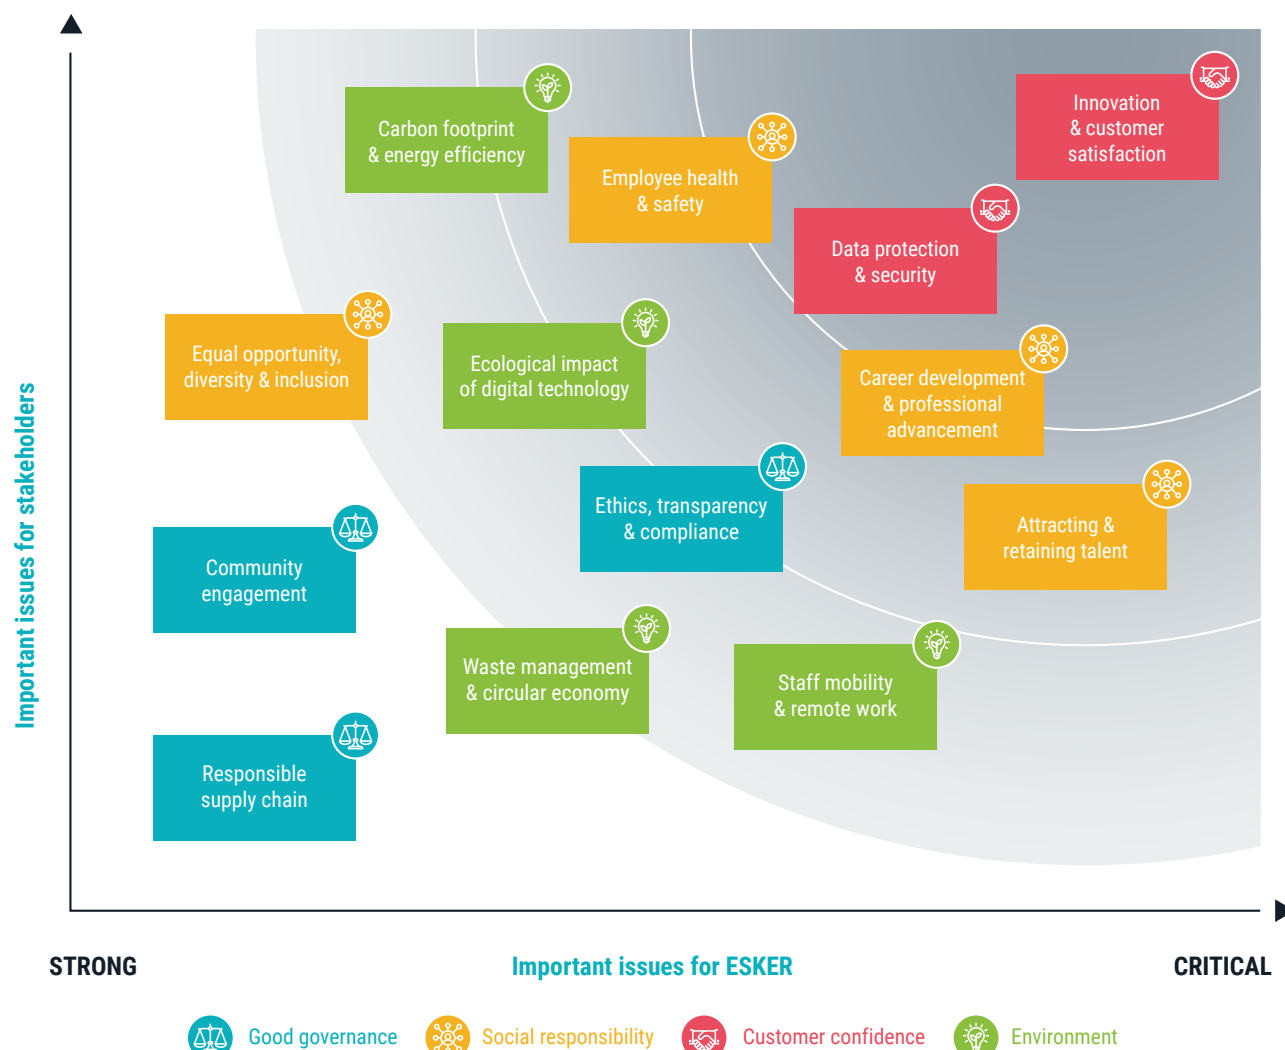 Innovation
& customer
satisfaction
Carbon footprint
& energy efficiency
Employee health
& safety
Data protection
& security
Equal opportunity,
diversity & inclusion
Ecological impact
of digital technology
Career development
& professional
advancement
Ethics, transparency
& compliance
Attracting &
retaining talent
Community
engagement
Waste management
& circular economy
Staff mobility
& remote work
Responsible
supply chain
Important issues for stakeholders
STRONG
Important issues for ESKER
CRITICAL
Good governance
Social responsibility
Customer confidence
Environment